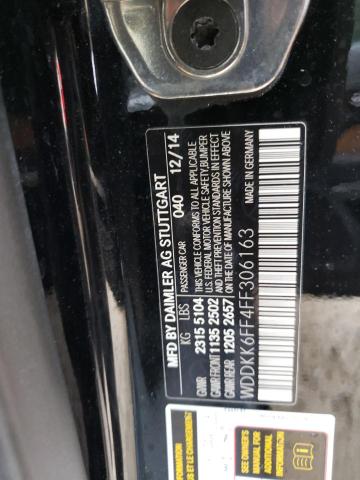 MFD BY DAIMLER AG STUTTGART
PASSENGER CAR 040 12/14
KG LBS
GVWR 2315 5104
GAWR FRONT 1135 2502
GAWR REAR 1205 2657
THIS VEHICLE CONFORMS TO ALL APPLICABLE
U.S. FEDERAL MOTOR VEHICLE SAFETY, BUMPER
AND THEFT PREVENTION STANDARDS IN EFFECT
ON THE DATE OF MANUFACTURE SHOWN ABOVE
WDDKK6FF4FF306163
MADE IN GERMANY
INFORMATION
SEE OWNER'S
MANUAL FOR
ADDITIONAL
INFORMATION